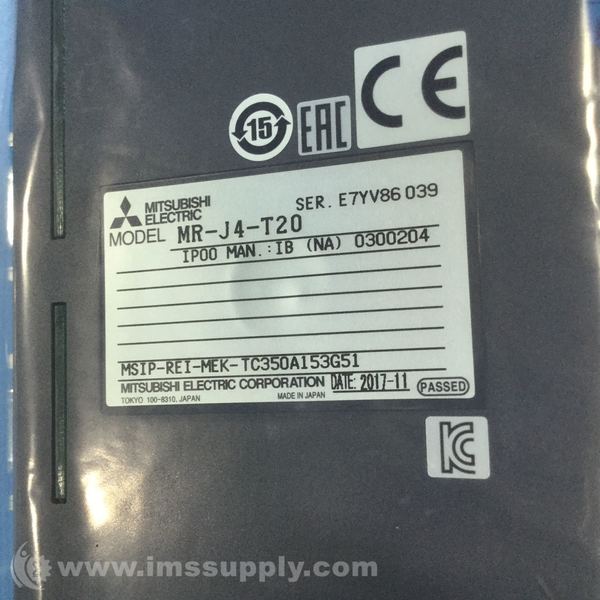 15
EAC
CE
MITSUBISHI
ELECTRIC
SER. E7YV86 039
MODEL MR-J4-T20
IP00 MAN.:IB (NA) 0300204
MSIP-REI-MEK-TC350A153G51
MITSUBISHI ELECTRIC CORPORATION DATE: 2017-11
TOKYO 100-8310, JAPAN MADE IN JAPAN PASSED
www.imssupply.com